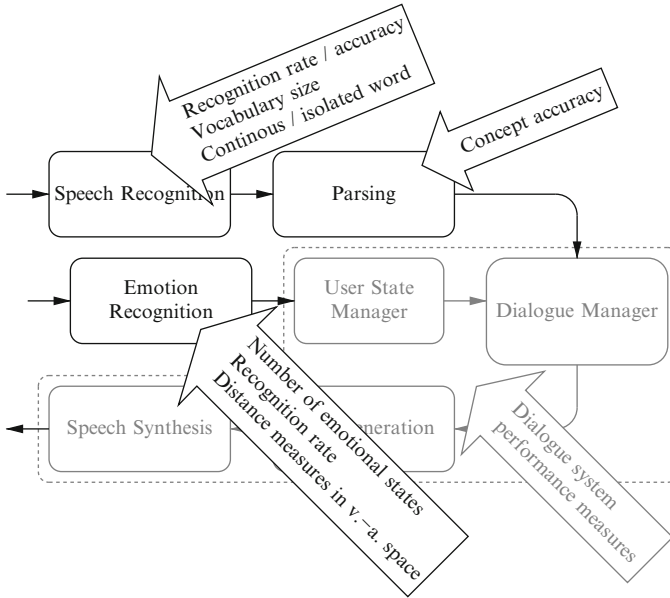 Recognition rate / accuracy
Vocabulary size
Continous / isolated word
Concept accuracy
Speech Recognition
Parsing
Emotion
Recognition
User State
Manager
Dialogue Manager
Number of emotional states
Recognition rate
Distance measures in v.–a. space
Speech Synthesis
neration
Dialogue system
performance measures